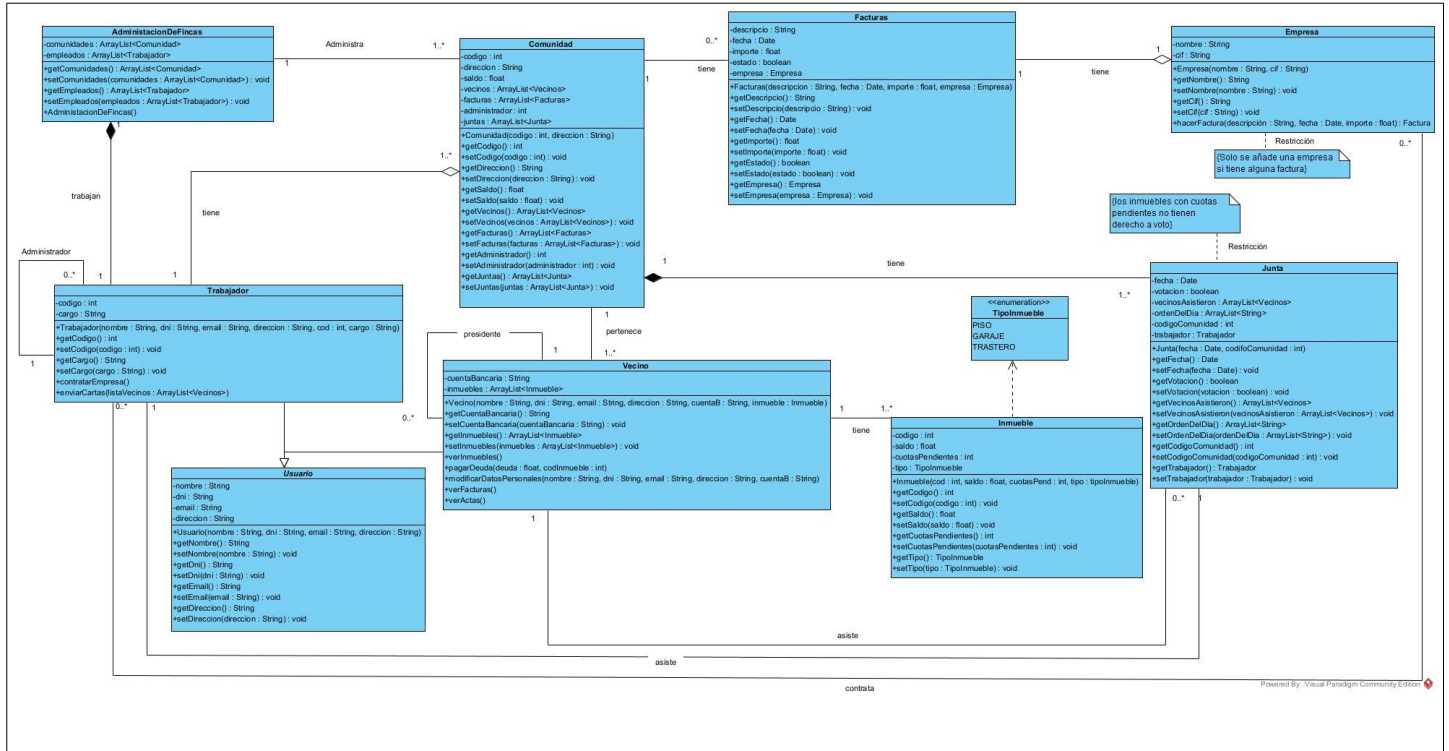 AdministacionDeFincas
-comunidades : ArrayList<Comunidad>
-empleados : ArrayList<Trabajador>
+getComunidades() : ArrayList<Comunidad>
+setComunidades(comunidades : ArrayList<Comunidad>) : void
+getEmpleados() : ArrayList<Trabajador>
+setEmpleados(empleados : ArrayList<Trabajador>) : void
+AdministacionDeFincas()
Administra
1
1..*
Comunidad
-codigo : int
-direccion : String
-saldo : float
-vecinos : ArrayList<Vecinos>
-facturas : ArrayList<Facturas>
-administrador : int
-juntas : ArrayList<Junta>
+Comunidad(codigo : int, direccion : String)
+getCodigo() : int
+setCodigo(codigo : int) : void
+getDireccion() : String
+setDireccion(direccion : String) : void
+getSaldo() : float
+setSaldo(saldo : float) : void
+getVecinos() : ArrayList<Vecinos>
+setVecinos(vecinos : ArrayList<Vecinos>) : void
+getFacturas() : ArrayList<Facturas>
+setFacturas(facturas : ArrayList<Facturas>) : void
+getAdministrador() : int
+setAdministrador(administrador : int) : void
+getJuntas() : ArrayList<Junta>
+setJuntas(juntas : ArrayList<Junta>) : void
0..*
tiene
1
Facturas
-descripcio : String
-fecha : Date
-importe : float
-estado : boolean
-empresa : Empresa
+Facturas(descripcion : String, fecha : Date, importe : float, empresa : Empresa)
+getDescripcio() : String
+setDescripcio(descripcio : String) : void
+getFecha() : Date
+setFecha(fecha : Date) : void
+getImporte() : float
+setImporte(importe : float) : void
+getEstado() : boolean
+setEstado(estado : boolean) : void
+getEmpresa() : Empresa
+setEmpresa(empresa : Empresa) : void
1
tiene
1
Empresa
-nombre : String
-cif : String
+Empresa(nombre : String, cif : String)
+getNombre() : String
+setNombre(nombre : String) : void
+getCif() : String
+setCif(cif : String) : void
+hacerFactura(descripción : String, fecha : Date, importe : float) : Factura
Restricción
0..*
{Solo se añade una empresa
si tiene alguna factura}
{los inmuebles con cuotas
pendientes no tienen
derecho a voto}
Restricción
1
trabajan
1..*
tiene
1
tiene
1..*
Administrador
0..*
1
1
1
Trabajador
-codigo : int
-cargo : String
+Trabajador(nombre : String, dni : String, email : String, direccion : String, cod : int, cargo : String)
+getCodigo() : int
+setCodigo(codigo : int) : void
+getCargo() : String
+setCargo(cargo : String) : void
+contratarEmpresa()
+enviarCartas(listaVecinos : ArrayList<Vecinos>)
0..*
1
1
pertenece
1..*
presidente
1
0..*
Vecino
-cuentaBancaria : String
-inmuebles : ArrayList<Inmueble>
+Vecino(nombre : String, dni : String, email : String, direccion : String, cuentaB : String, inmueble : Inmueble)
+getCuentaBancaria() : String
+setCuentaBancaria(cuentaBancaria : String) : void
+getInmuebles() : ArrayList<Inmueble>
+setInmuebles(inmuebles : ArrayList<Inmueble>) : void
+verInmuebles()
+pagarDeuda(deuda : float, codInmueble : int)
+modificarDatosPersonales(nombre : String, dni : String, email : String, direccion : String, cuentaB : String)
+verFacturas()
+verActas()
1
1
tiene
1..*
<<enumeration>>
TipoInmueble
PISO
GARAJE
TRASTERO
Inmueble
-codigo : int
-saldo : float
-cuotasPendientes : int
-tipo : TipoInmueble
+Inmueble(cod : int, saldo : float, cuotasPend : int, tipo : tipoInmueble)
+getCodigo() : int
+setCodigo(codigo : int) : void
+getSaldo() : float
+setSaldo(saldo : float) : void
+getCuotasPendientes() : int
+setCuotasPendientes(cuotasPendientes : int) : void
+getTipo() : TipoInmueble
+setTipo(tipo : TipoInmueble) : void
Junta
-fecha : Date
-votacion : boolean
-vecinosAsistieron : ArrayList<Vecinos>
-ordenDelDia : ArrayList<String>
-codigoComunidad : int
-trabajador : Trabajador
+Junta(fecha : Date, codifoComunidad : int)
+getFecha() : Date
+setFecha(fecha : Date) : void
+getVotacion() : boolean
+setVotacion(votacion : boolean) : void
+getVecinosAsistieron() : ArrayList<Vecinos>
+setVecinosAsistieron(vecinosAsistieron : ArrayList<Vecinos>) : void
+getOrdenDelDia() : ArrayList<String>
+setOrdenDelDia(ordenDelDia : ArrayList<String>) : void
+getCodigoComunidad() : int
+setCodigoComunidad(codigoComunidad : int) : void
+getTrabajador() : Trabajador
+setTrabajador(trabajador : Trabajador) : void
0..*
1
Usuario
-nombre : String
-dni : String
-email : String
-direccion : String
+Usuario(nombre : String, dni : String, email : String, direccion : String)
+getNombre() : String
+setNombre(nombre : String) : void
+getDni() : String
+setDni(dni : String) : void
+getEmail() : String
+setEmail(email : String) : void
+getDireccion() : String
+setDireccion(direccion : String) : void
asiste
asiste
contrata
Powered By Visual Paradigm Community Edition